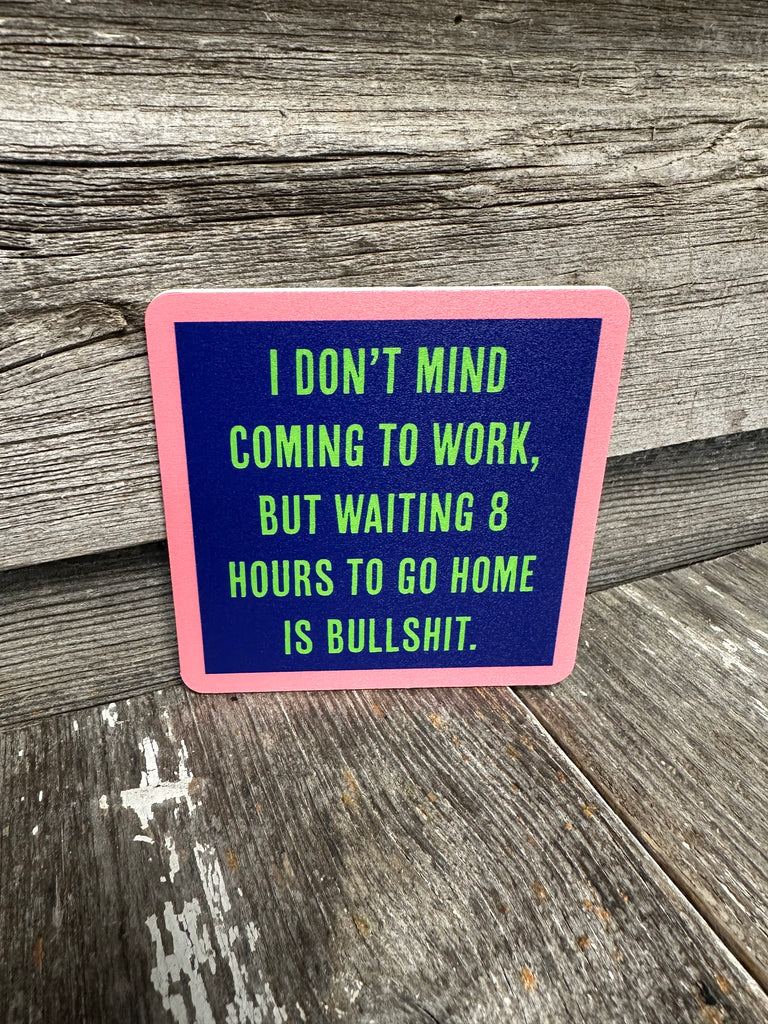 I DON'T MIND
COMING TO WORK,
BUT WAITING 8
HOURS TO GO HOME
IS BULLSHIT.